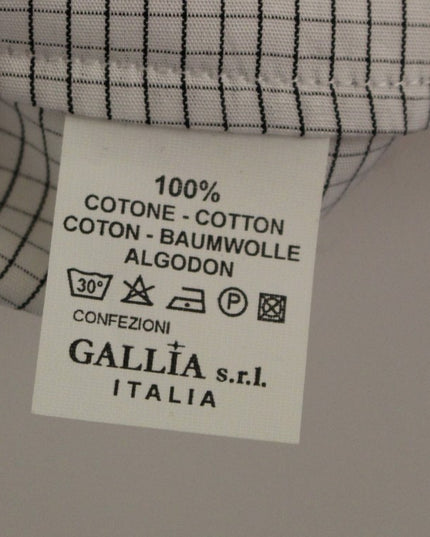 100%
COTONE - COTTON
COTON - BAUMWOLLE
ALGODON
30° P
CONFEZIONI
GALLIA s.r.l.
ITALIA